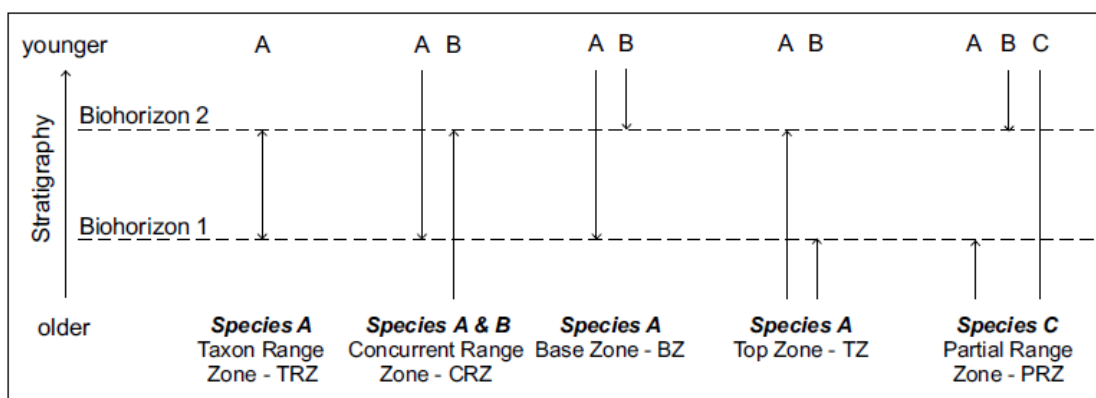 younger
A
A B
A B
A B
A B C
Biohorizon 2
Stratigraphy
Biohorizon 1
older
Species A
Taxon Range
Zone - TRZ
Species A & B
Concurrent Range
Zone - CRZ
Species A
Base Zone - BZ
Species A
Top Zone - TZ
Species C
Partial Range
Zone - PRZ